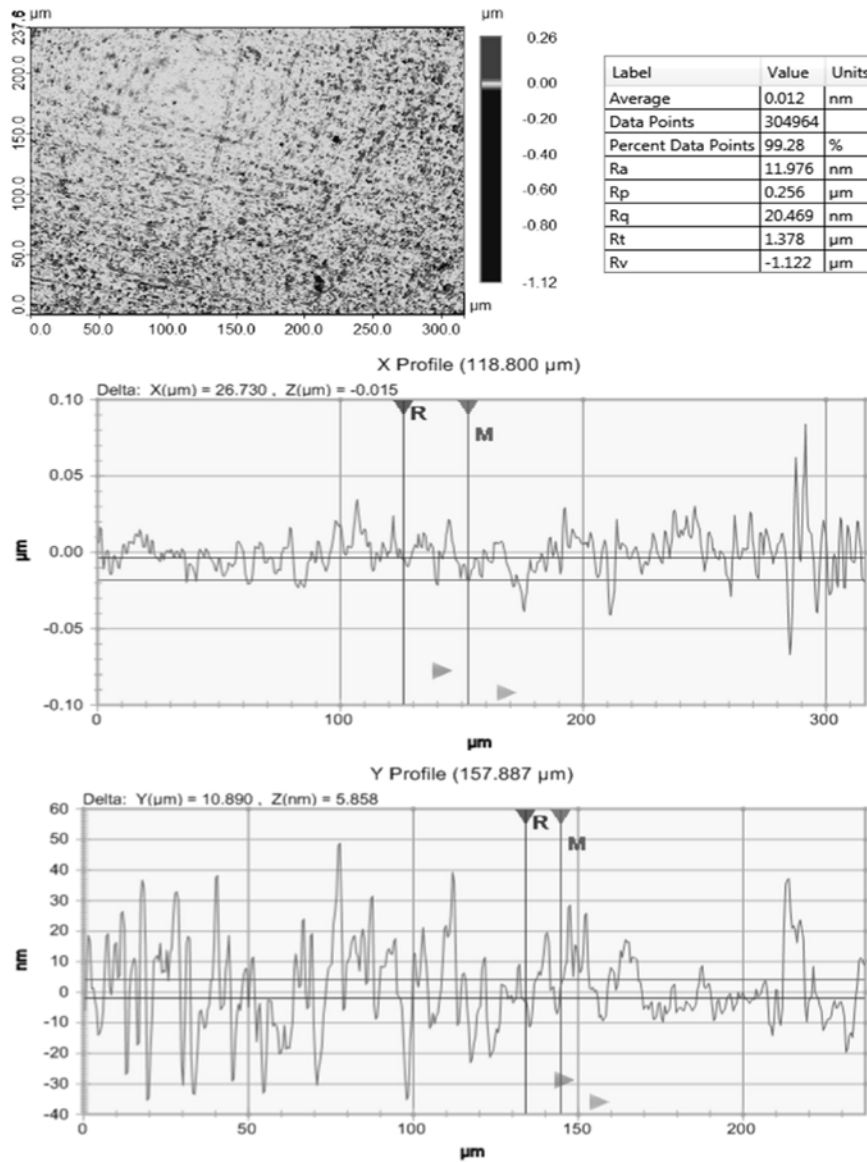 µm
237.6
200.0
150.0
100.0
50.0
0.0
0.0 50.0 100.0 150.0 200.0 250.0 300.0
µm
µm
0.26
0.00
-0.20
-0.40
-0.60
-0.80
-1.12
Label Value Units
Average 0.012 nm
Data Points 304964
Percent Data Points 99.28 %
Ra 11.976 nm
Rp 0.256 µm
Rq 20.469 nm
Rt 1.378 µm
Rv -1.122 µm
X Profile (118.800 µm)
Delta: X(µm) = 26.730 , Z(µm) = -0.015
R
M
0.10
0.05
0.00
-0.05
-0.10
µm
0 100 200 300
µm
Y Profile (157.887 µm)
Delta: Y(µm) = 10.890 , Z(nm) = 5.858
R
M
60
50
40
30
20
10
0
-10
-20
-30
-40
nm
0 50 100 150 200
µm